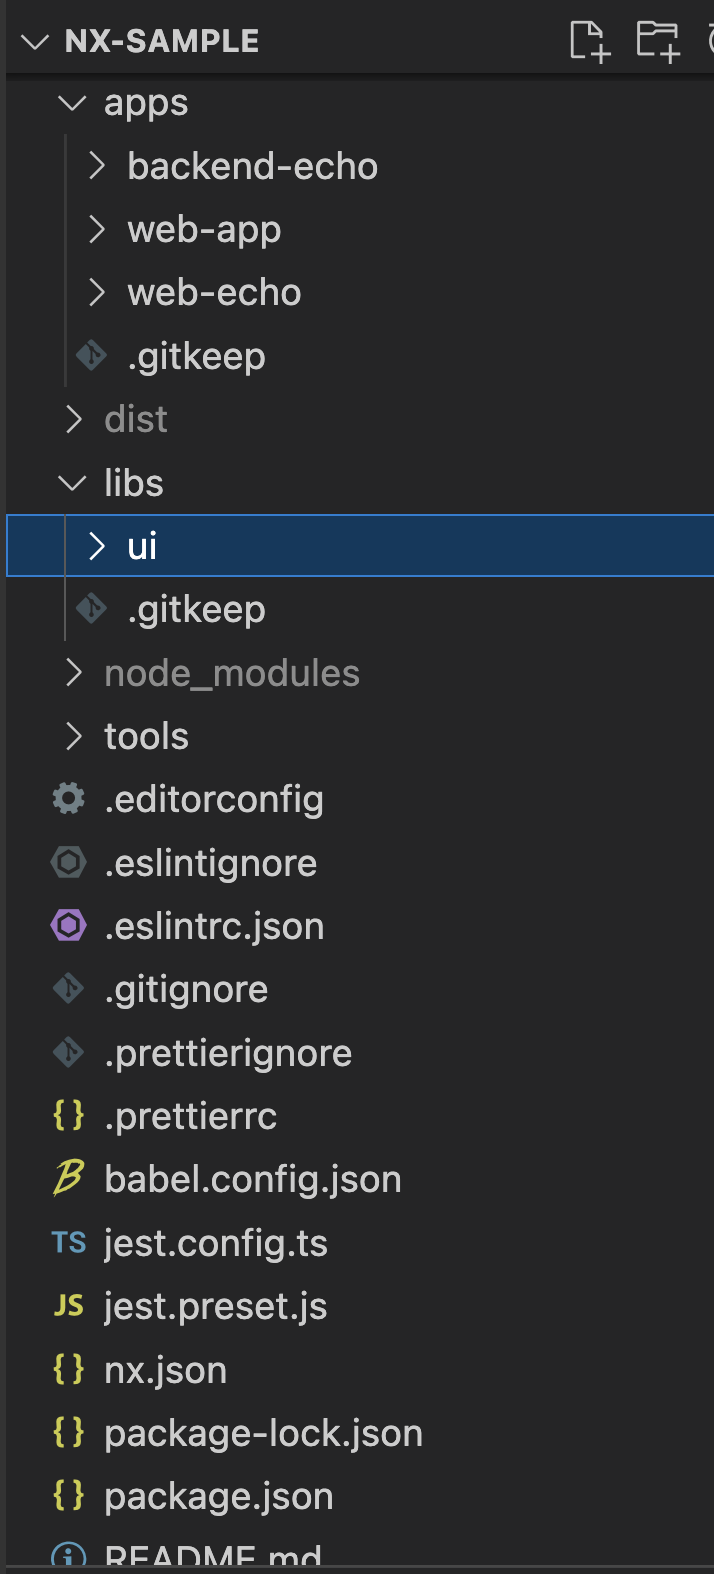 NX-SAMPLE
apps
backend-echo
web-app
web-echo
.gitkeep
dist
libs
ui
.gitkeep
node_modules
tools
.editorconfig
.eslintignore
.eslintrc.json
.gitignore
.prettierignore
{} .prettierrc
B babel.config.json
TS jest.config.ts
JS jest.preset.js
{} nx.json
{} package-lock.json
{} package.json
README.md